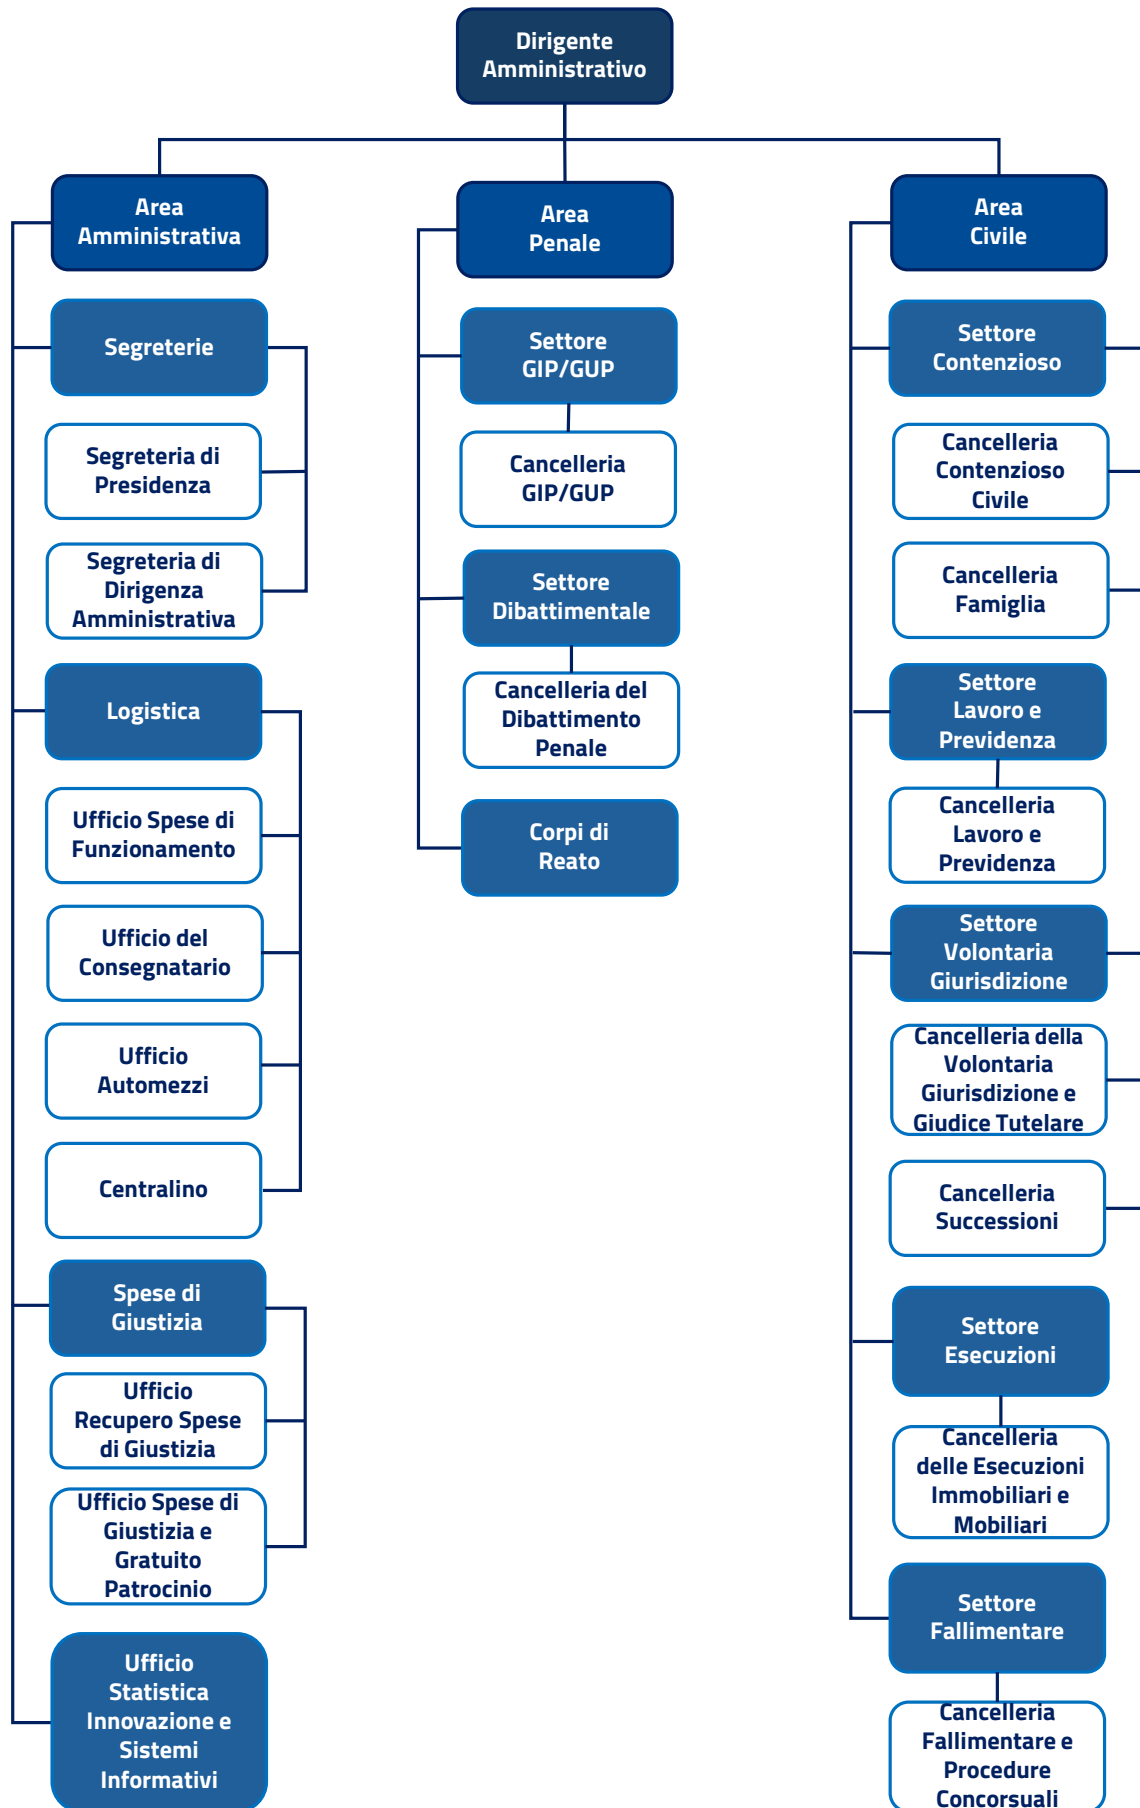 Dirigente
Amministrativo
Area
Amministrativa
Segreterie
Segreteria di
Presidenza
Segreteria di
Dirigenza
Amministrativa
Logistica
Ufficio Spese di
Funzionamento
Ufficio del
Consegnatario
Ufficio
Automezzi
Centralino
Spese di
Giustizia
Ufficio
Recupero Spese
di Giustizia
Ufficio Spese di
Giustizia e
Gratuito
Patrocinio
Ufficio
Statistica
Innovazione e
Sistemi
Informativi
Area
Penale
Settore
GIP/GUP
Cancelleria
GIP/GUP
Settore
Dibattimentale
Cancelleria del
Dibattimento
Penale
Corpi di
Reato
Area
Civile
Settore
Contenzioso
Cancelleria
Contenzioso
Civile
Cancelleria
Famiglia
Settore
Lavoro e
Previdenza
Cancelleria
Lavoro e
Previdenza
Settore
Volontaria
Giurisdizione
Cancelleria della
Volontaria
Giurisdizione e
Giudice Tutelare
Cancelleria
Successioni
Settore
Esecuzioni
Cancelleria
delle Esecuzioni
Immobiliari e
Mobiliari
Settore
Fallimentare
Cancelleria
Fallimentare e
Procedure
Concorsuali